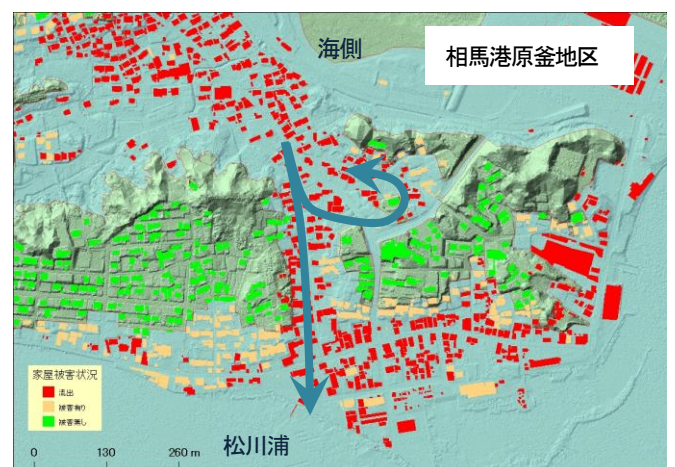 海側
相馬港原釜地区
家屋被害状況
流出
被害有り
被害無し
0 130 260 m
松川浦